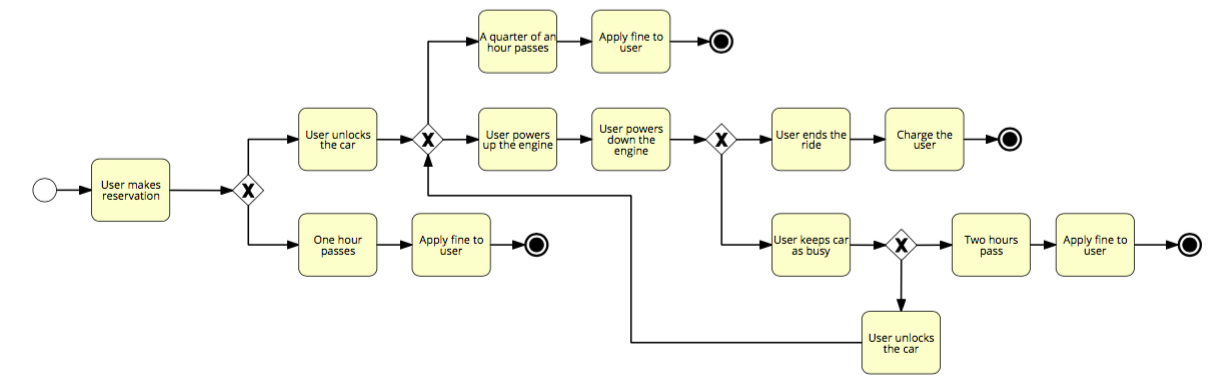 A quarter of an
hour passes
Apply fine to
user
User unlocks
the car
X
User powers
up the engine
User powers
down the engine
X
User ends the
ride
Charge the
user
User makes
reservation
X
One hour
passes
Apply fine to
user
User keeps car
as busy
X
Two hours
pass
Apply fine to
user
User unlocks
the car